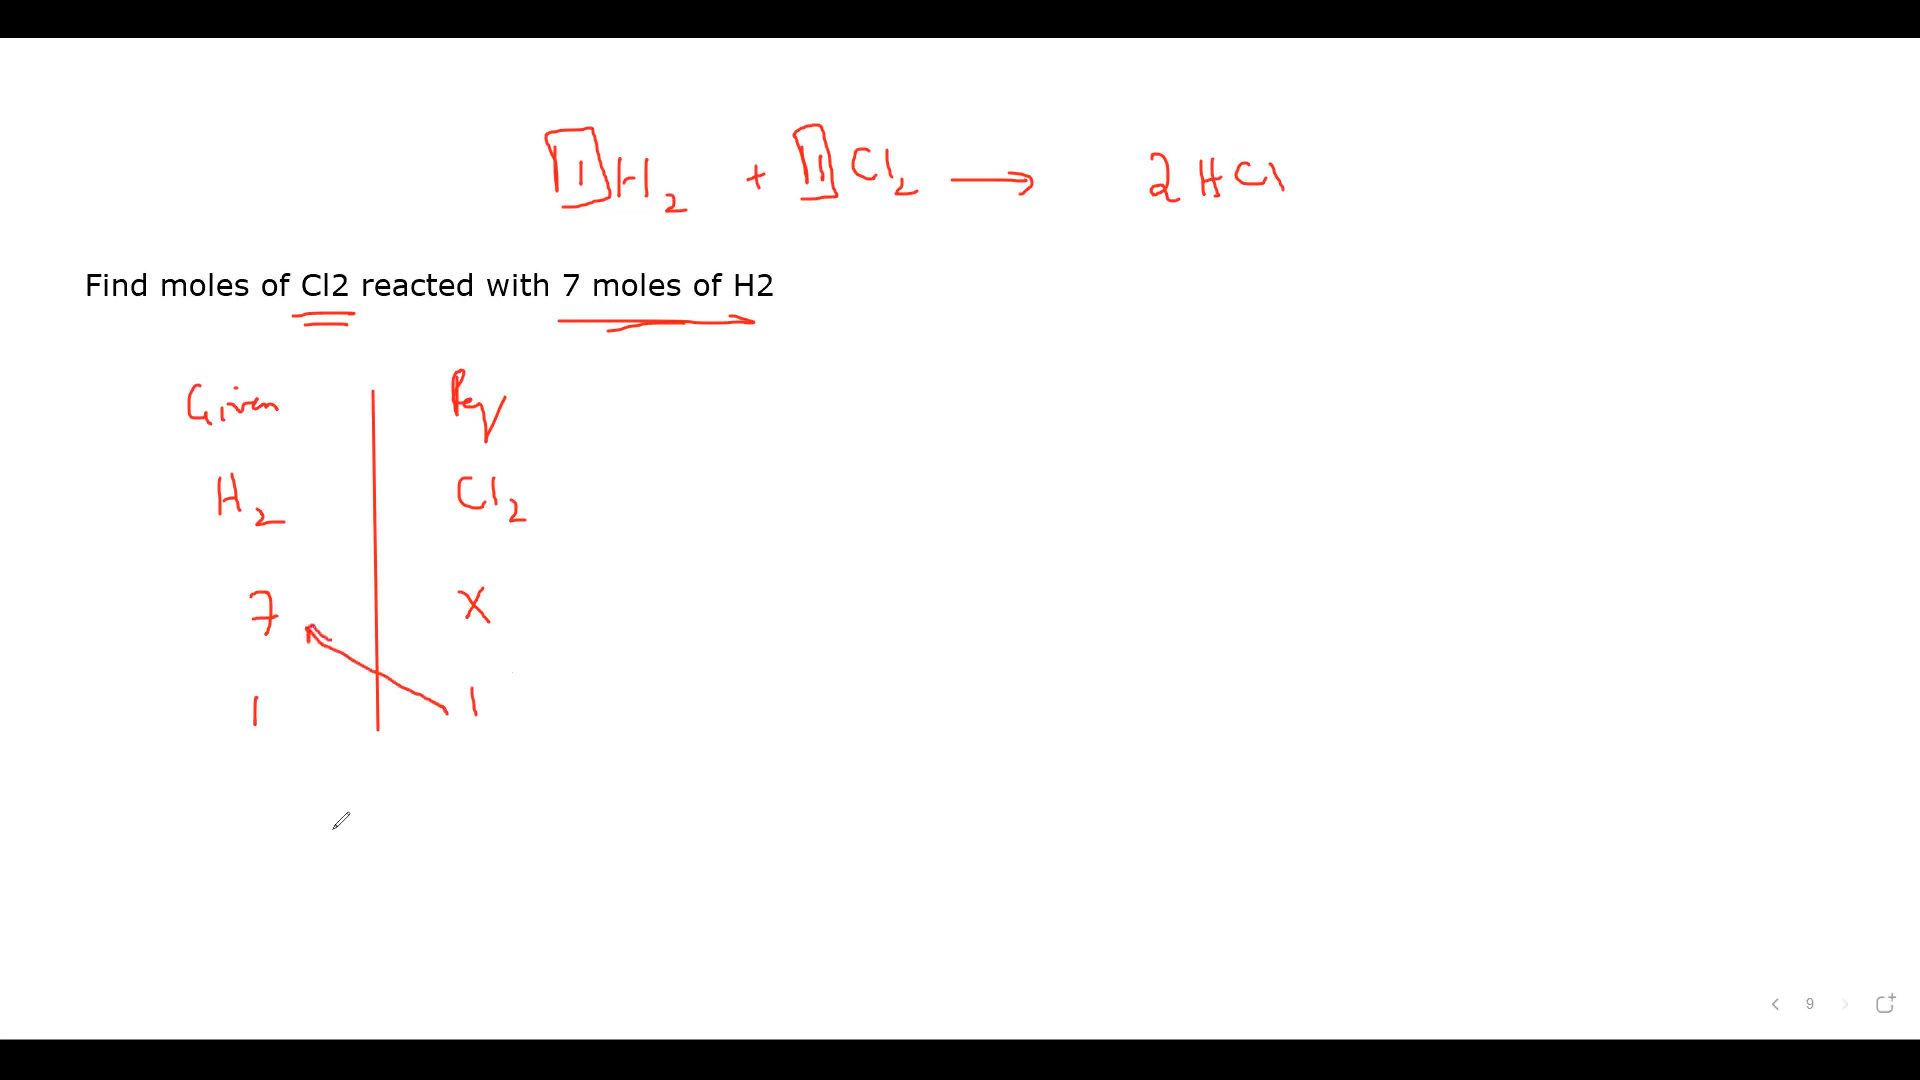 1 H2 + 1 Cl2 → 2 HCl
Find moles of Cl2 reacted with 7 moles of H2
Given Req
H2 Cl2
7 x
1 1
9